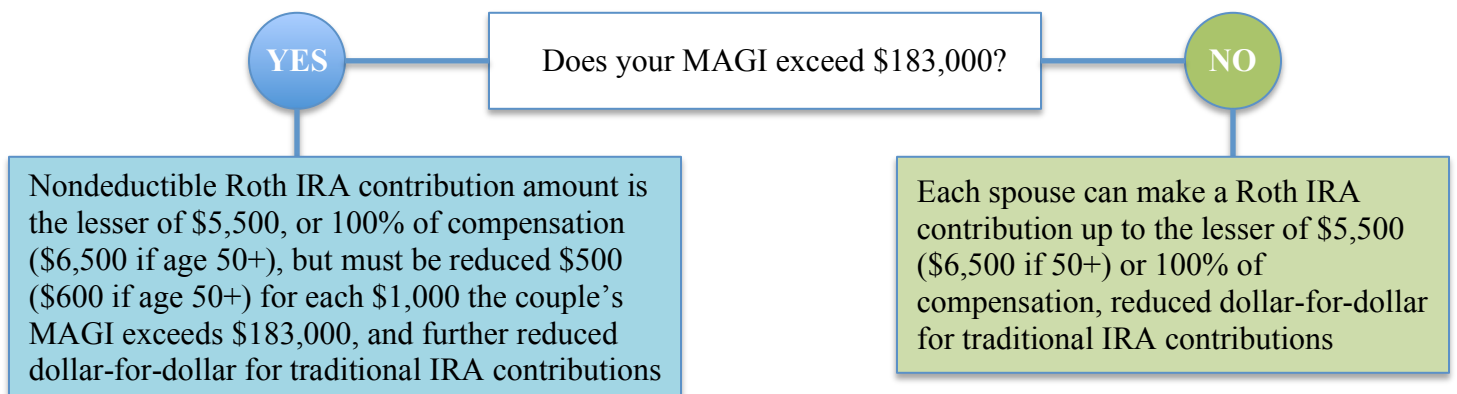 YES
Does your MAGI exceed $183,000?
NO
Nondeductible Roth IRA contribution amount is
the lesser of $5,500, or 100% of compensation
($6,500 if age 50+), but must be reduced $500
($600 if age 50+) for each $1,000 the couple’s
MAGI exceeds $183,000, and further reduced
dollar-for-dollar for traditional IRA contributions
Each spouse can make a Roth IRA
contribution up to the lesser of $5,500
($6,500 if 50+) or 100% of
compensation, reduced dollar-for-dollar
for traditional IRA contributions